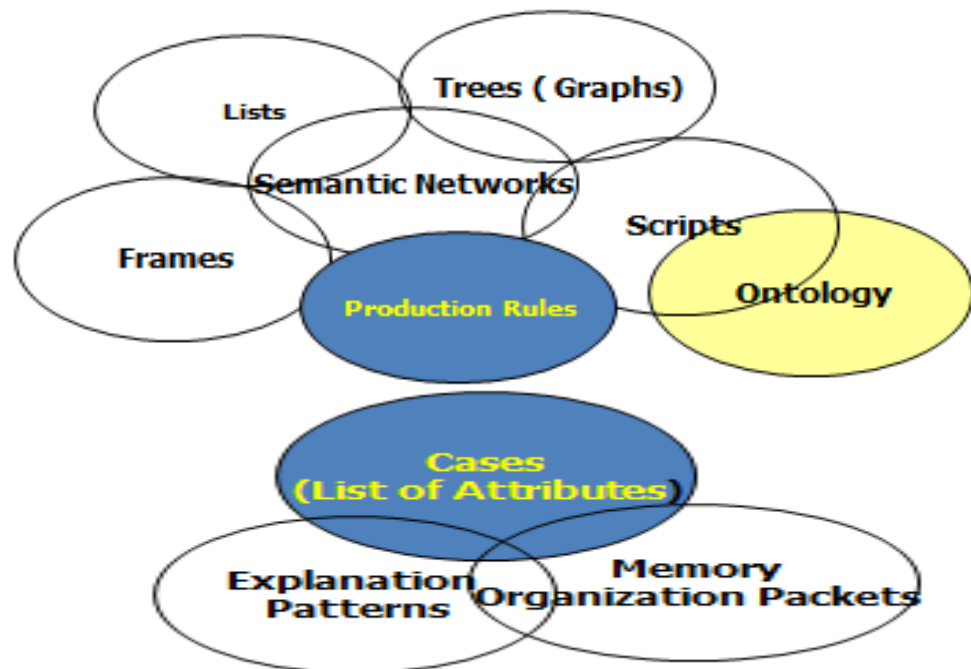 Trees ( Graphs)
Lists
Semantic Networks
Scripts
Frames
Ontology
Production Rules
Cases
(List of Attributes)
Explanation
Patterns
Memory
Organization Packets